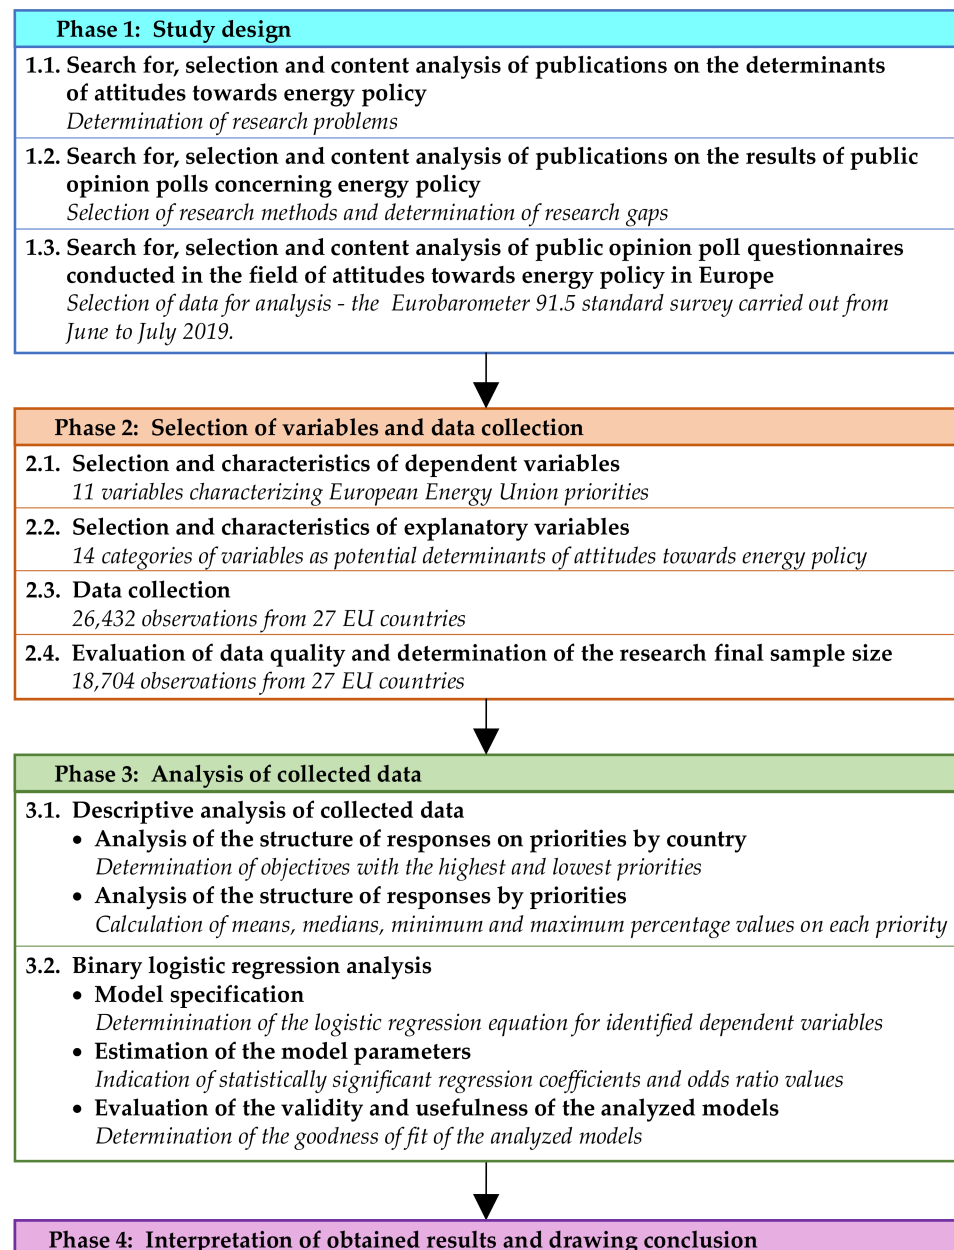 Phase 1: Study design
1.1. Search for, selection and content analysis of publications on the determinants
of attitudes towards energy policy
Determination of research problems
1.2. Search for, selection and content analysis of publications on the results of public
opinion polls concerning energy policy
Selection of research methods and determination of research gaps
1.3. Search for, selection and content analysis of public opinion poll questionnaires
conducted in the field of attitudes towards energy policy in Europe
Selection of data for analysis - the Eurobarometer 91.5 standard survey carried out from
June to July 2019.
Phase 2: Selection of variables and data collection
2.1. Selection and characteristics of dependent variables
11 variables characterizing European Energy Union priorities
2.2. Selection and characteristics of explanatory variables
14 categories of variables as potential determinants of attitudes towards energy policy
2.3. Data collection
26,432 observations from 27 EU countries
2.4. Evaluation of data quality and determination of the research final sample size
18,704 observations from 27 EU countries
Phase 3: Analysis of collected data
3.1. Descriptive analysis of collected data
• Analysis of the structure of responses on priorities by country
Determination of objectives with the highest and lowest priorities
• Analysis of the structure of responses by priorities
Calculation of means, medians, minimum and maximum percentage values on each priority
3.2. Binary logistic regression analysis
• Model specification
Determinination of the logistic regression equation for identified dependent variables
• Estimation of the model parameters
Indication of statistically significant regression coefficients and odds ratio values
• Evaluation of the validity and usefulness of the analyzed models
Determination of the goodness of fit of the analyzed models
Phase 4: Interpretation of obtained results and drawing conclusion